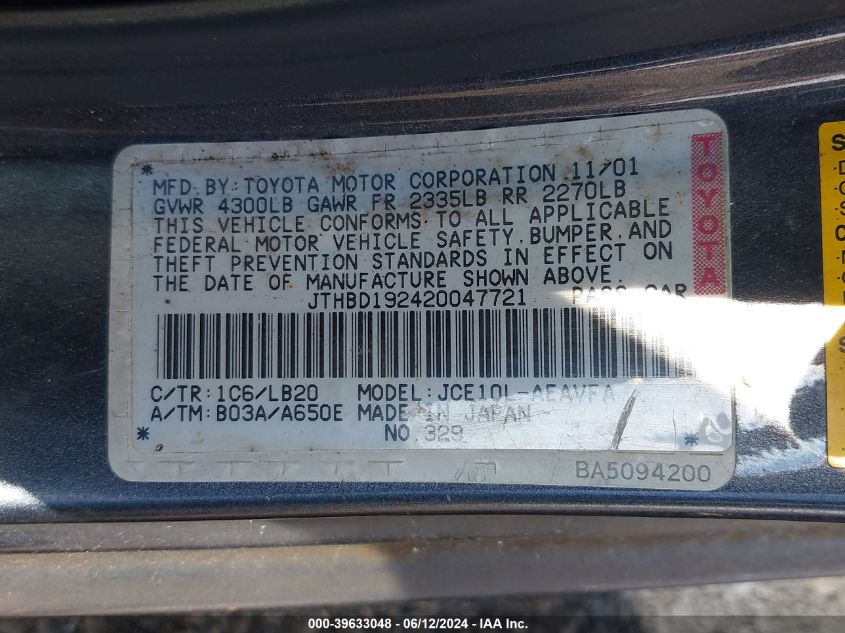 MFD. BY: TOYOTA MOTOR CORPORATION 11/01
GVWR 4300LB GAWR FR 2335LB RR 2270LB
THIS VEHICLE CONFORMS TO ALL APPLICABLE
FEDERAL MOTOR VEHICLE SAFETY, BUMPER, AND
THEFT PREVENTION STANDARDS IN EFFECT ON
THE DATE OF MANUFACTURE SHOWN ABOVE.
JTHBD192420047721 PASS.CAR
C/TR:1C6/LB20 MODEL:JCE10L-AEAVFA
A/TM:B03A/A650E MADE IN JAPAN
NO.329
BA5094200
TOYOTA
000-39633048 - 06/12/2024 - IAA Inc.